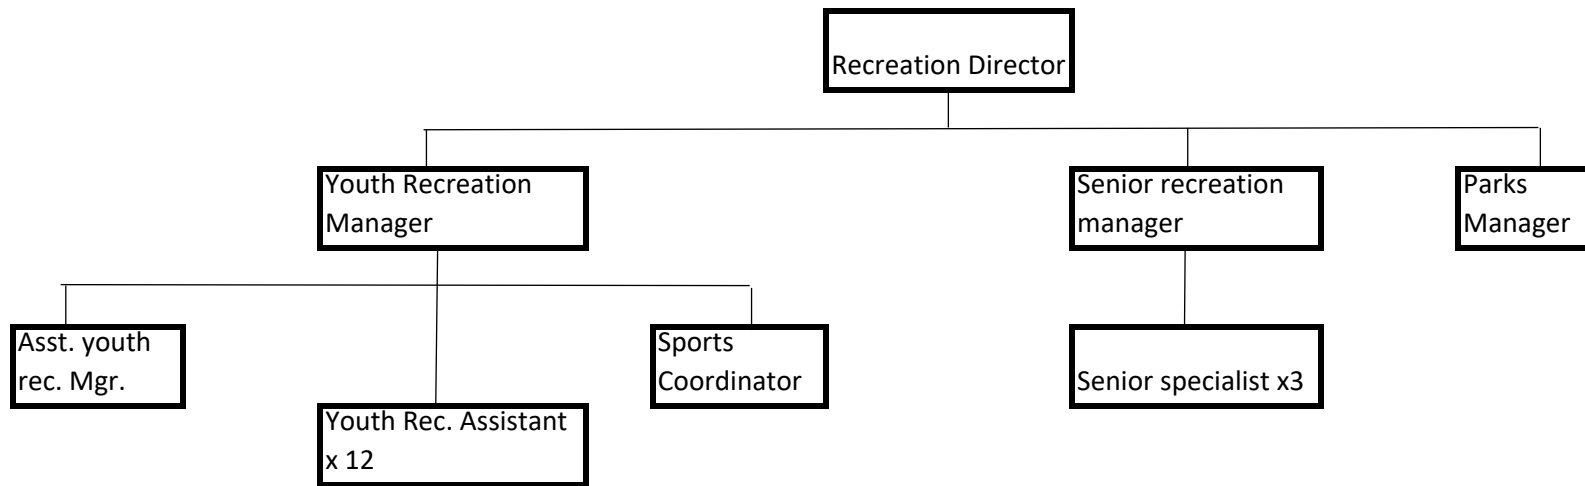 Recreation Director
Youth Recreation
Manager
Senior recreation
manager
Parks
Manager
Asst. youth
rec. Mgr.
Sports
Coordinator
Senior specialist x3
Youth Rec. Assistant
x 12